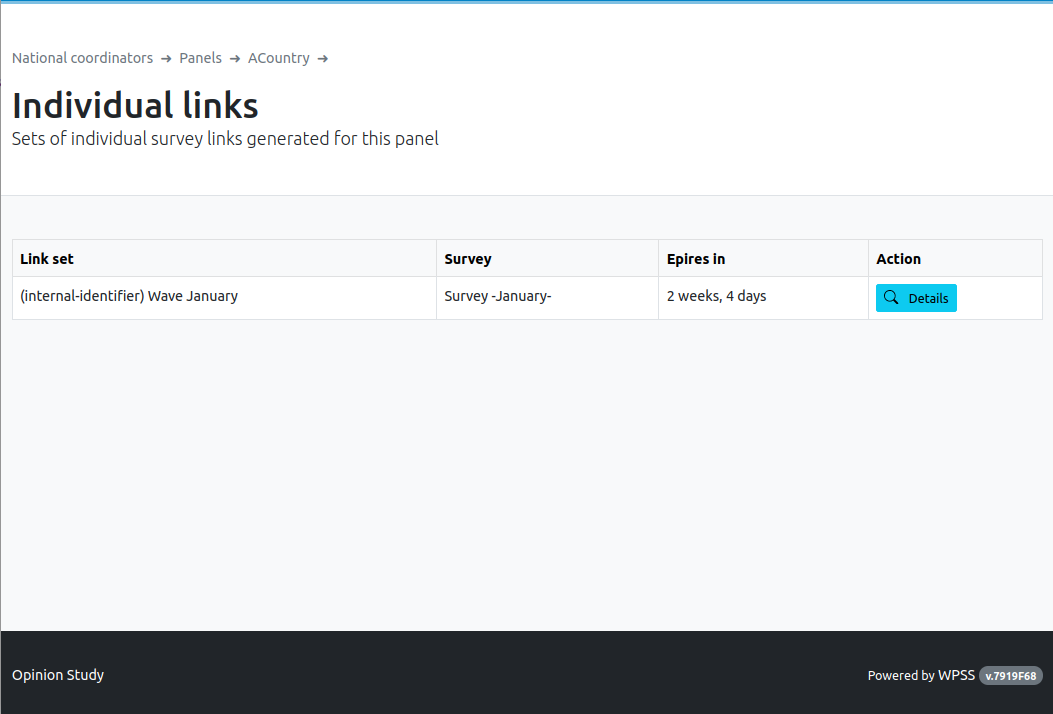 National coordinators → Panels → ACountry →
Individual links
Sets of individual survey links generated for this panel
Link set Survey Epires in Action
(internal-identifier) Wave January Survey -January- 2 weeks, 4 days Details
Opinion Study Powered by WPSS v.7919F68